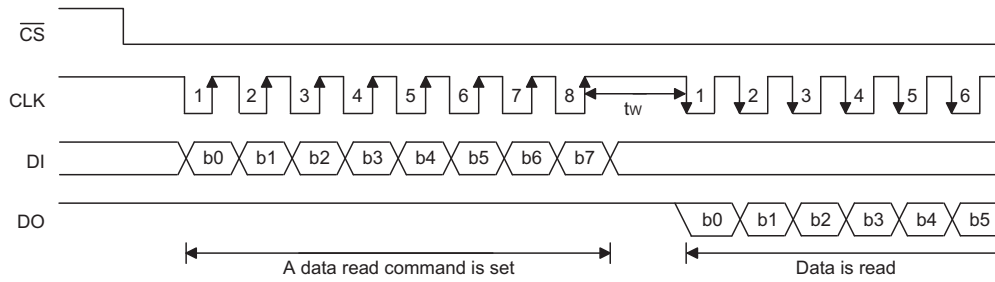 CS
CLK 1 2 3 4 5 6 7 8 tw 1 2 3 4 5 6
DI b0 b1 b2 b3 b4 b5 b6 b7
DO b0 b1 b2 b3 b4 b5
A data read command is set Data is read